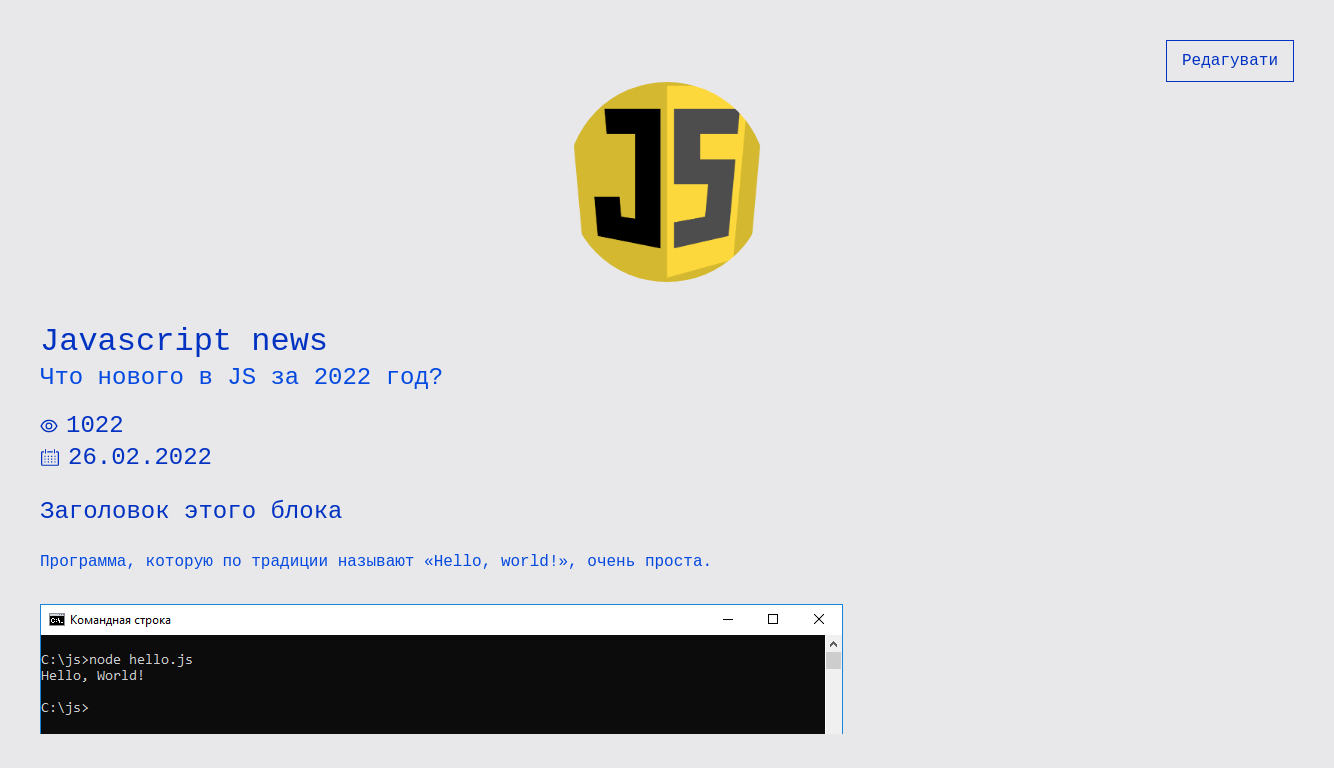 Редагувати
JS
Javascript news
Что нового в JS за 2022 год?
1022
26.02.2022
Заголовок этого блока
Программа, которую по традиции называют «Hello, world!», очень проста.
C:\. Командная строка
C:\js>node hello.js
Hello, World!
C:\js>